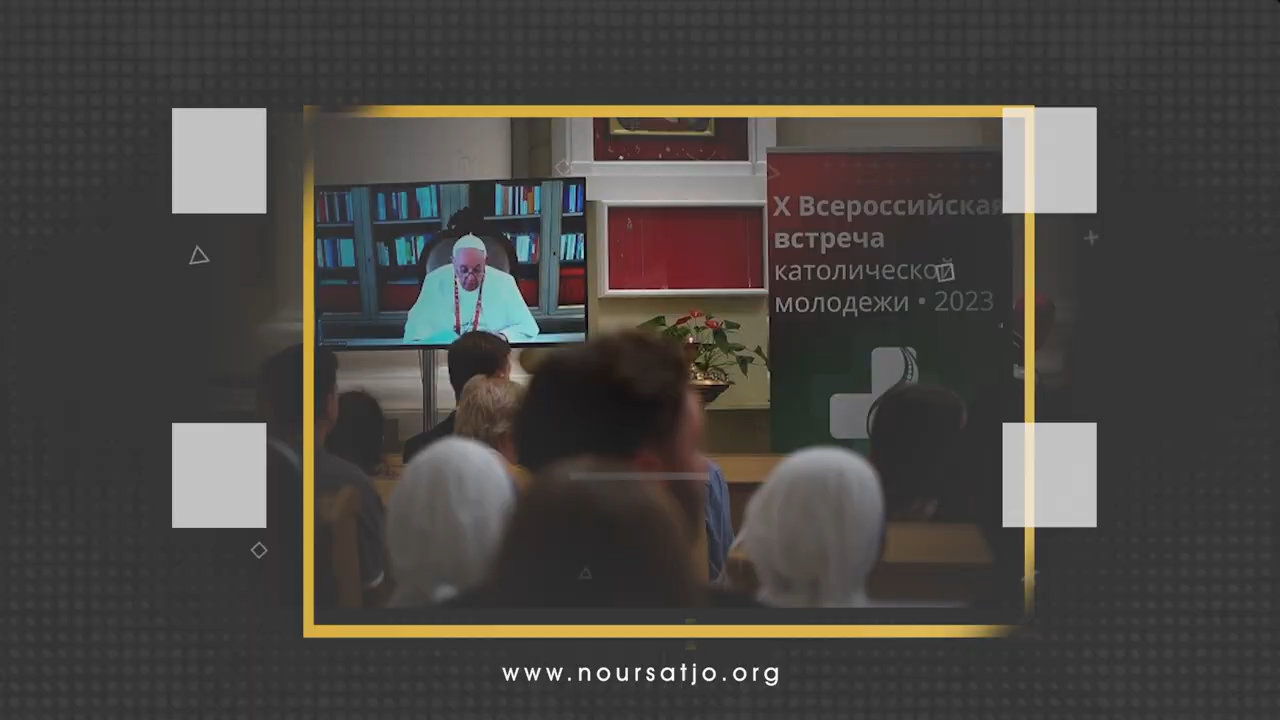 X Всероссийская
встреча
католической
молодежи • 2023
www.noursatjo.org